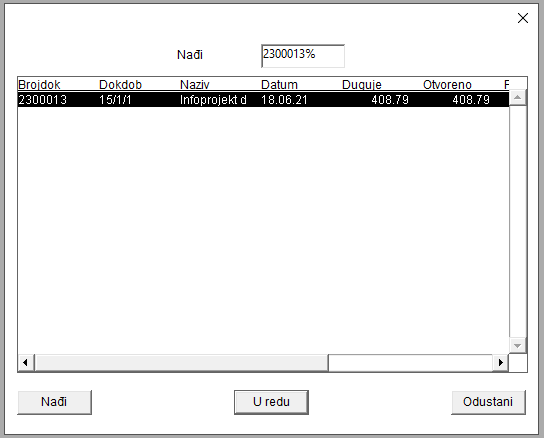 Nađi 2300013%
Brojdok Dokdob Naziv Datum Duguje Otvoreno
2300013 15/1/1 Infoprojekt d 18.06.21 408.79 408.79
Nađi U redu Odustani